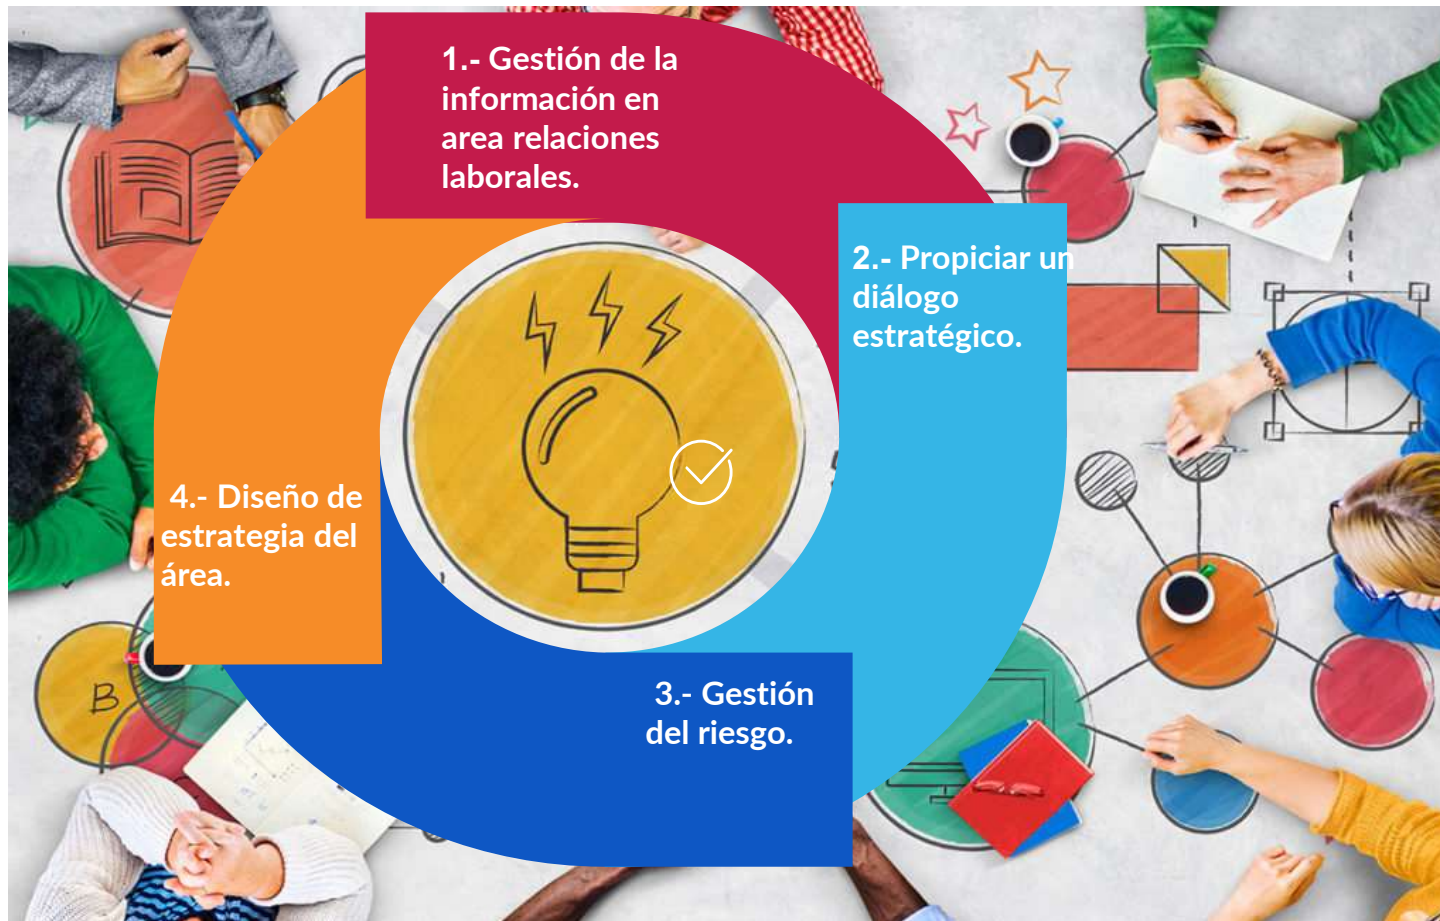 1.- Gestión de la
información en
area relaciones
laborales.
2.- Propiciar un
diálogo
estratégico.
3.- Gestión
del riesgo.
4.- Diseño de
estrategia del
área.
B